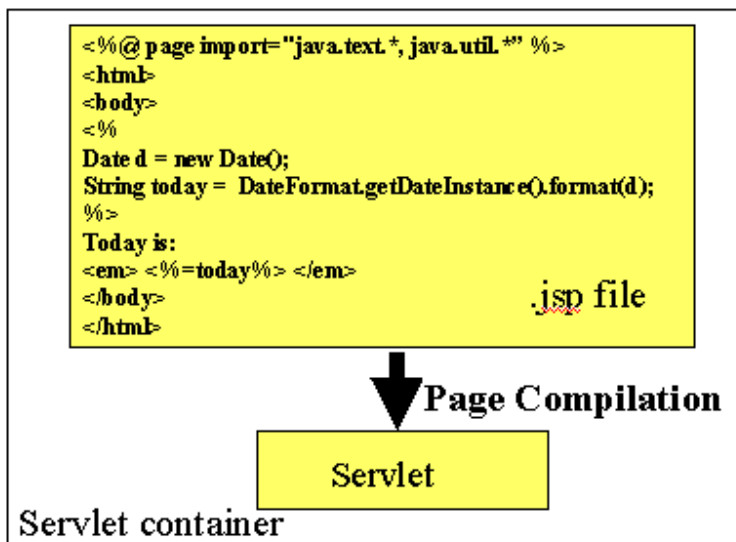 <%@ page import="java.text.*, java.util.*” %>
<html>
<body>
<%
Date d = new Date();
String today = DateFormat.getDateInstance().format(d);
%>
Today is:
<em> <%=today%> </em>
</body>
</html>
.jsp file
Page Compilation
Servlet
Servlet container